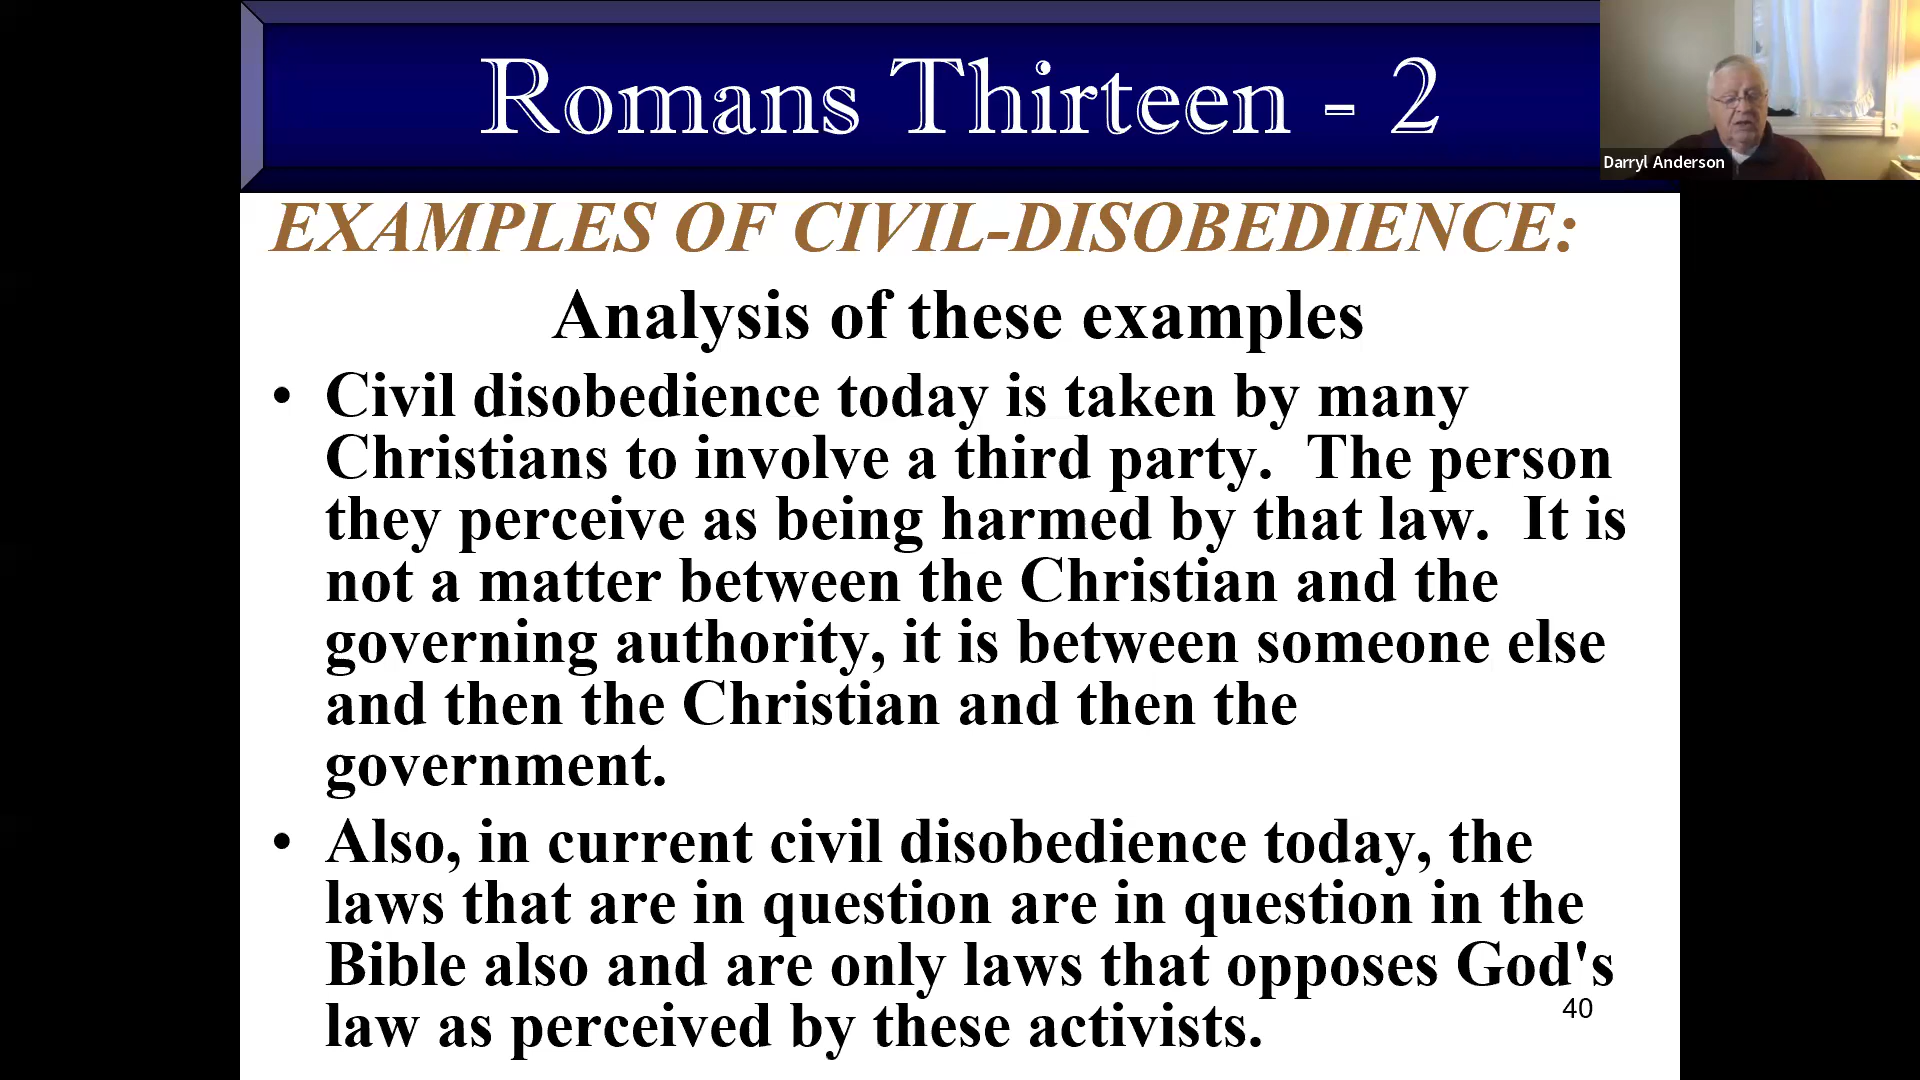 Romans Thirteen - 2
Darryl Anderson
EXAMPLES OF CIVIL-DISOBEDIENCE:
Analysis of these examples
• Civil disobedience today is taken by many
Christians to involve a third party.  The person
they perceive as being harmed by that law.  It is
not a matter between the Christian and the
governing authority, it is between someone else
and then the Christian and then the
government.
• Also, in current civil disobedience today, the
laws that are in question are in question in the
Bible also and are only laws that opposes God's
law as perceived by these activists.
40